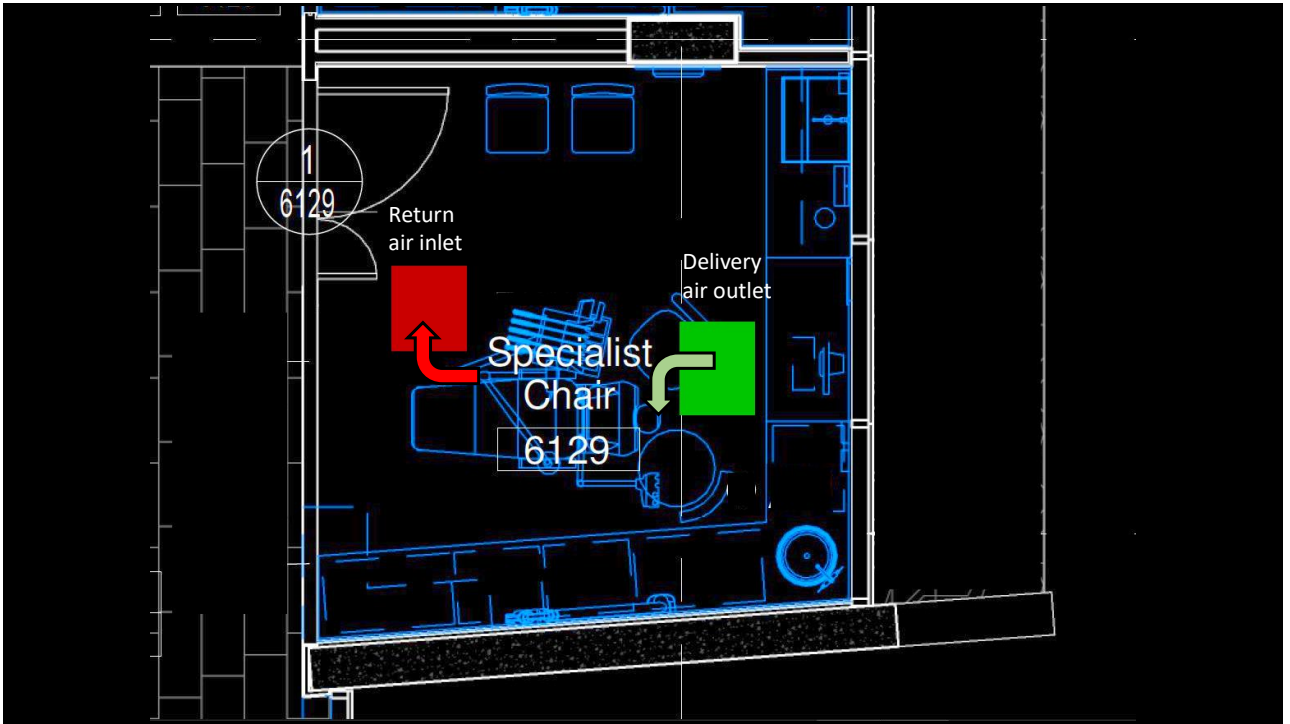 1
6129
Return
air inlet
Delivery
air outlet
Specialist
Chair
6129